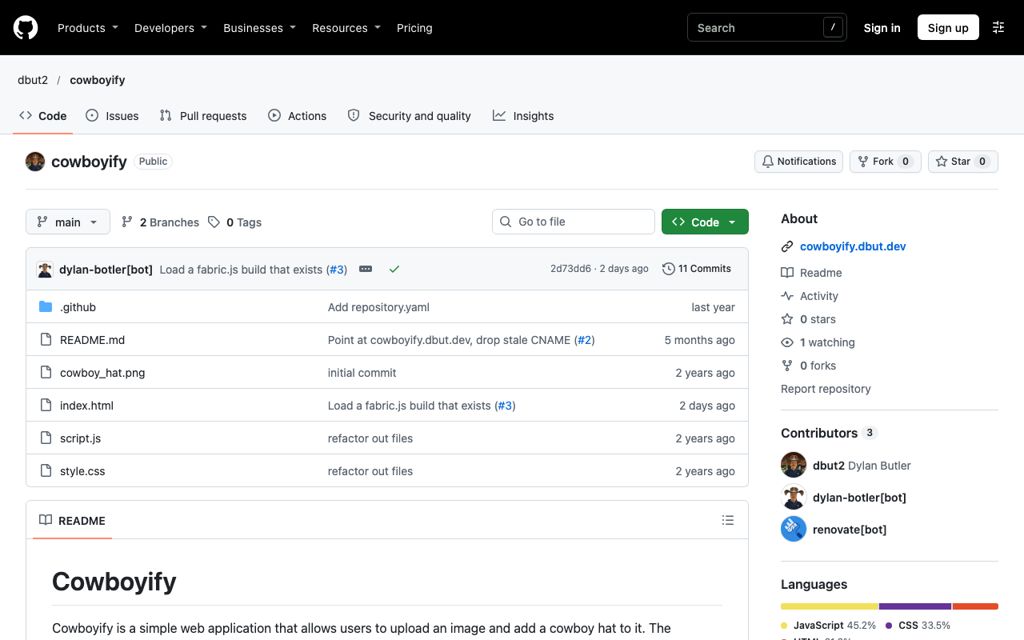 Products Developers Businesses Resources Pricing Search / Sign in Sign up
dbut2 / cowboyify
Code Issues Pull requests Actions Security and quality Insights
cowboyify Public Notifications Fork 0 Star 0
main 2 Branches 0 Tags Go to file Code
dylan-botler[bot] Load a fabric.js build that exists (#3) 2d73dd6 · 2 days ago 11 Commits
.github Add repository.yaml last year
README.md Point at cowboyify.dbut.dev, drop stale CNAME (#2) 5 months ago
cowboy_hat.png initial commit 2 years ago
index.html Load a fabric.js build that exists (#3) 2 days ago
script.js refactor out files 2 years ago
style.css refactor out files 2 years ago
README
Cowboyify
Cowboyify is a simple web application that allows users to upload an image and add a cowboy hat to it. The
About
cowboyify.dbut.dev
Readme
Activity
0 stars
1 watching
0 forks
Report repository
Contributors 3
dbut2 Dylan Butler
dylan-botler[bot]
renovate[bot]
Languages
JavaScript 45.2% CSS 33.5%